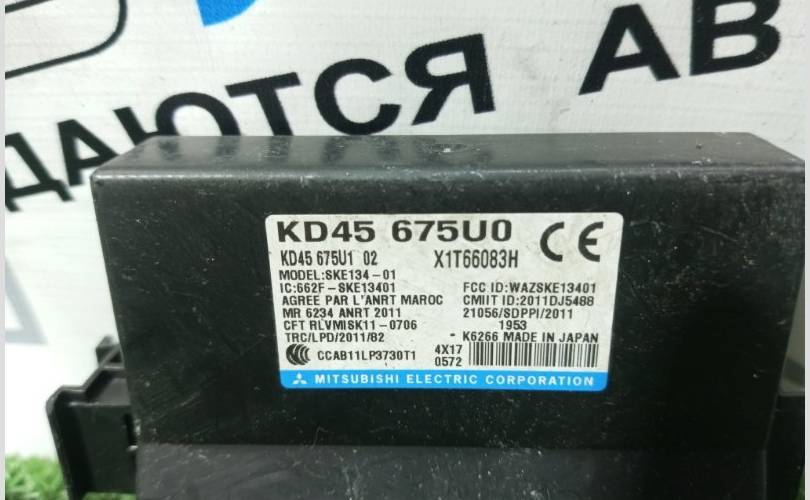 ДАЮТСЯ АВ
KD45 675U0
KD45 675U1 02 X1T66083H
MODEL:SKE134-01
IC:662F-SKE13401 FCC ID:WAZSKE13401
AGREE PAR L'ANRT MAROC CMIIT ID:2011DJ5488
MR 6234 ANRT 2011 21056/SDPPI/2011
CFT RLVMISK11-0706 1953
TRC/LPD/2011/82 K6266 MADE IN JAPAN
CCAB11LP3730T1 4X17
0572
MITSUBISHI ELECTRIC CORPORATION